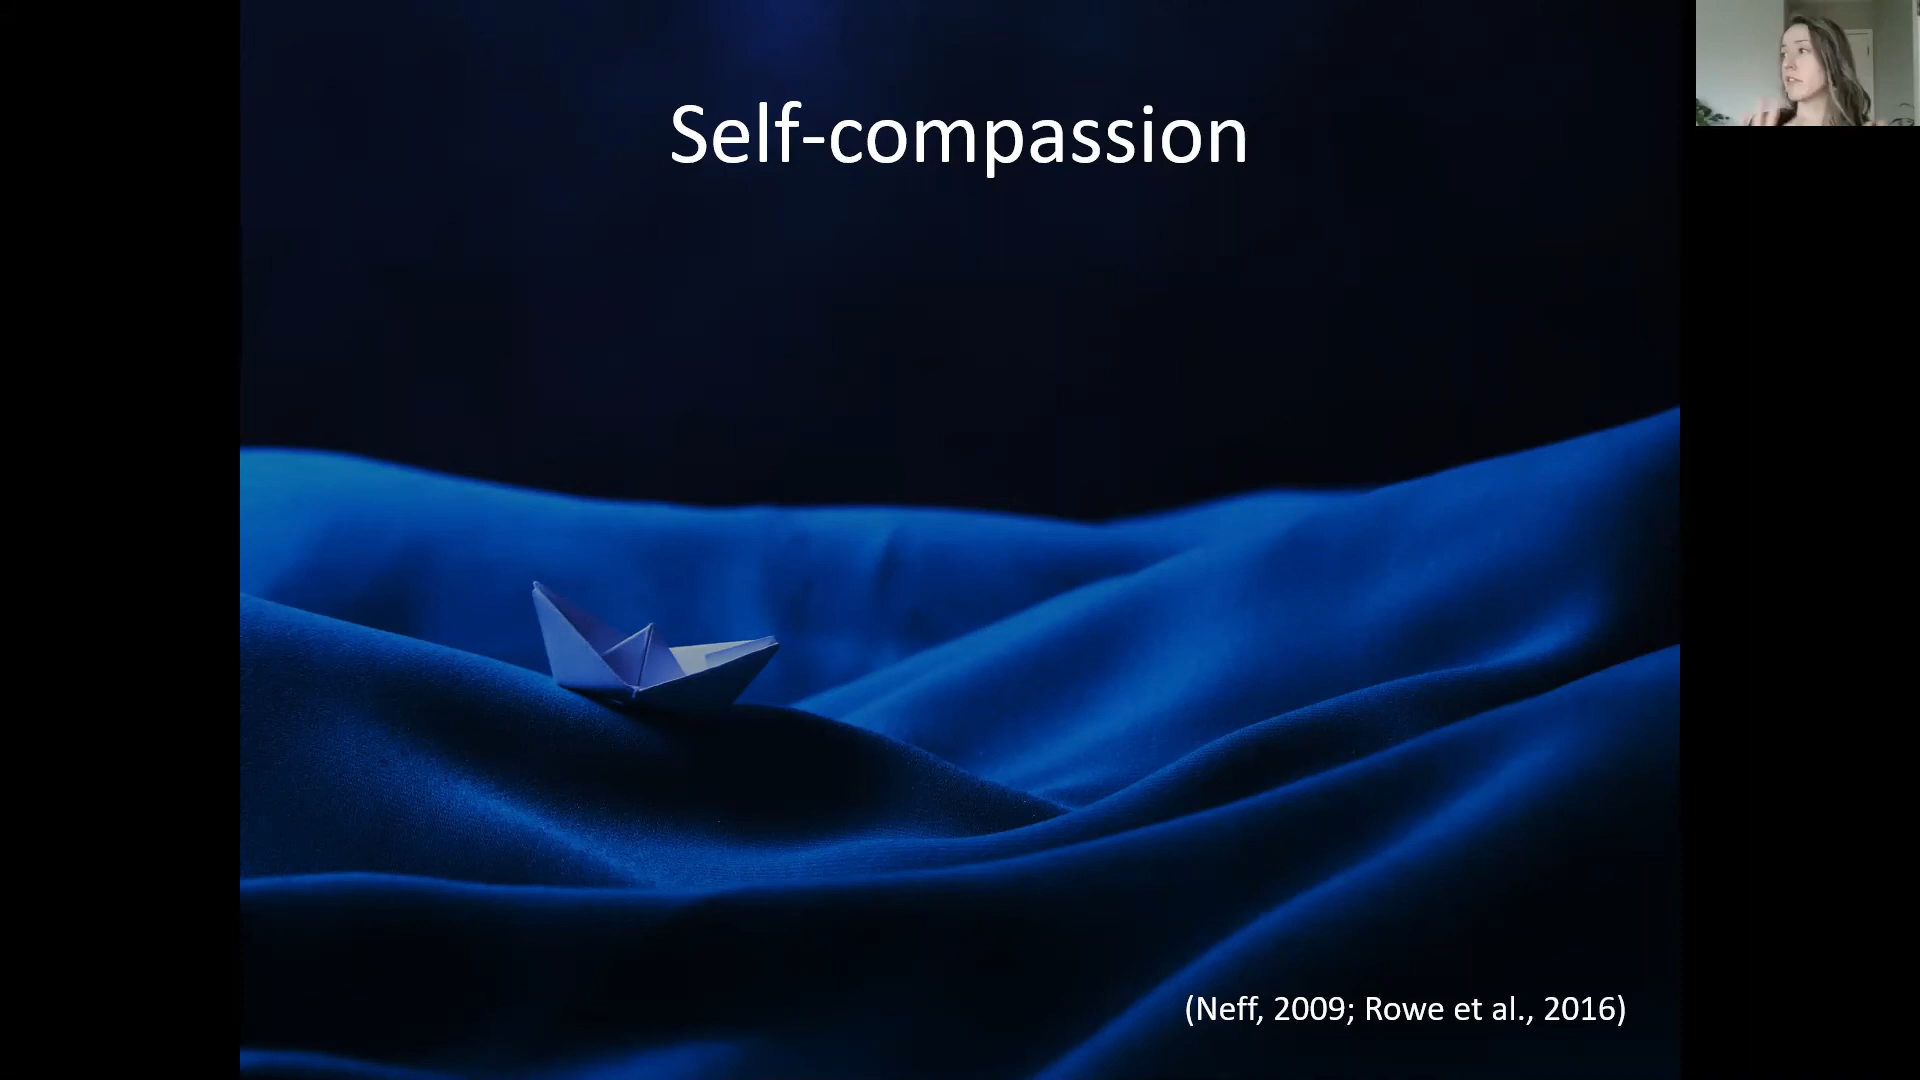 Self-compassion
(Neff, 2009; Rowe et al., 2016)